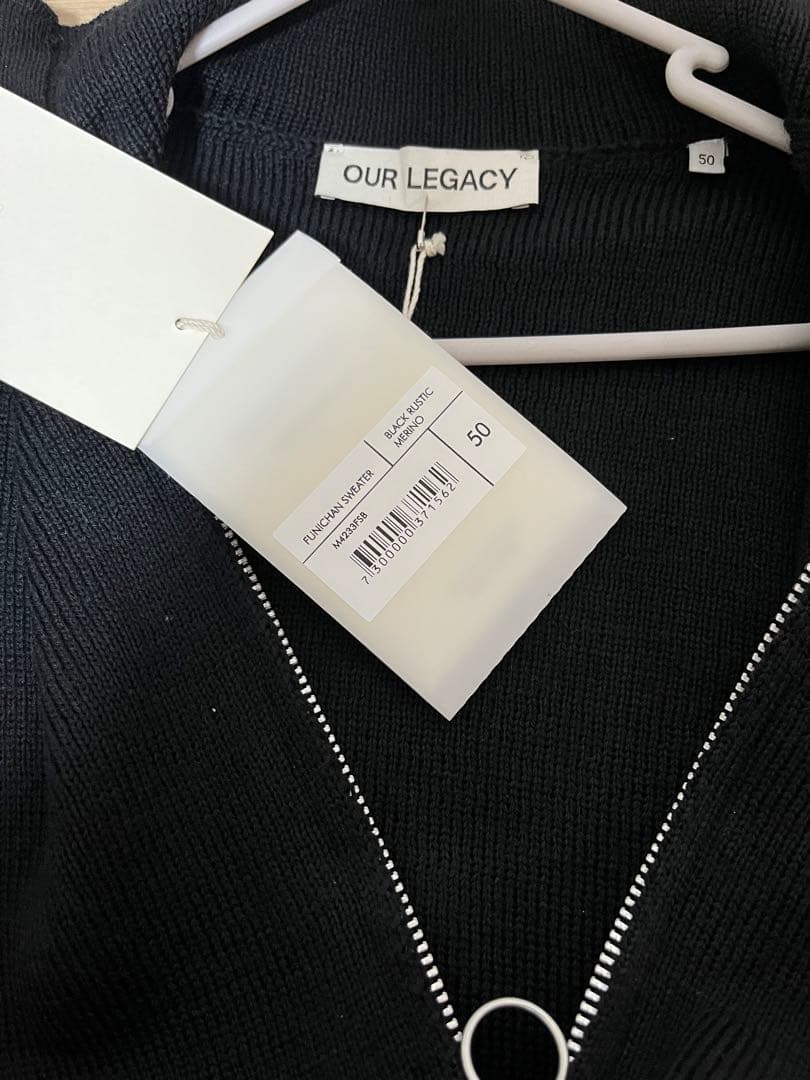 OUR LEGACY
50
FUNICHAN SWEATER
BLACK RUSTIC
MERINO
M4233FSB
50
7300000371562